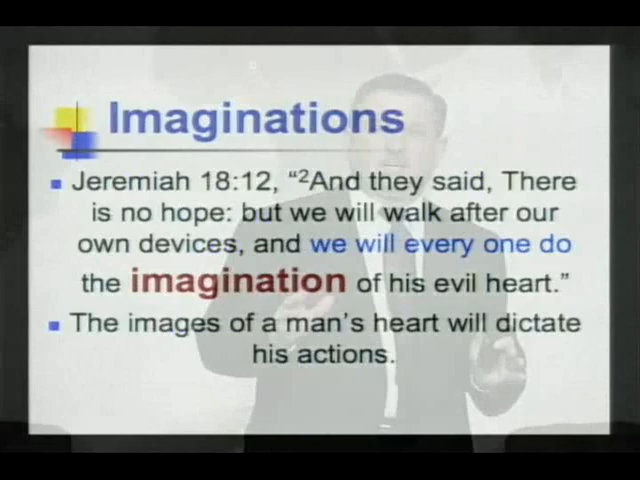 Imaginations
Jeremiah 18:12, “²And they said, There
is no hope: but we will walk after our
own devices, and we will every one do
the imagination of his evil heart.”
The images of a man’s heart will dictate
his actions.